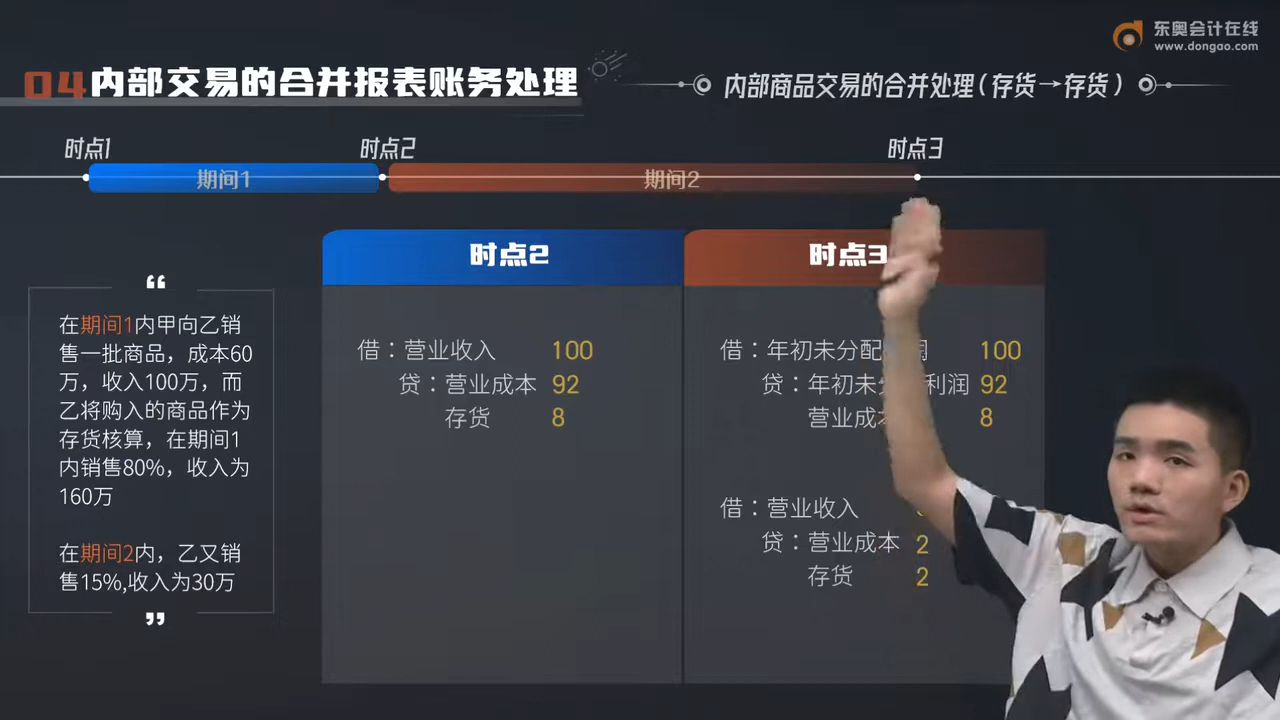 东奥会计在线
www.dongao.com
04 内部交易的合并报表账务处理
内部商品交易的合并处理(存货→存货)
时点1
时点2
时点3
期间1
期间2
“
在期间1内甲向乙销
售一批商品，成本60
万，收入100万，而
乙将购入的商品作为
存货核算，在期间1
内销售80%，收入为
160万
在期间2内，乙又销
售15%,收入为30万
”
时点2
借：营业收入 100
贷：营业成本 92
存货 8
时点3
借：年初未分配 100
贷：年初未 利润 92
营业成 8
借：营业收入
贷：营业成本 2
存货 2